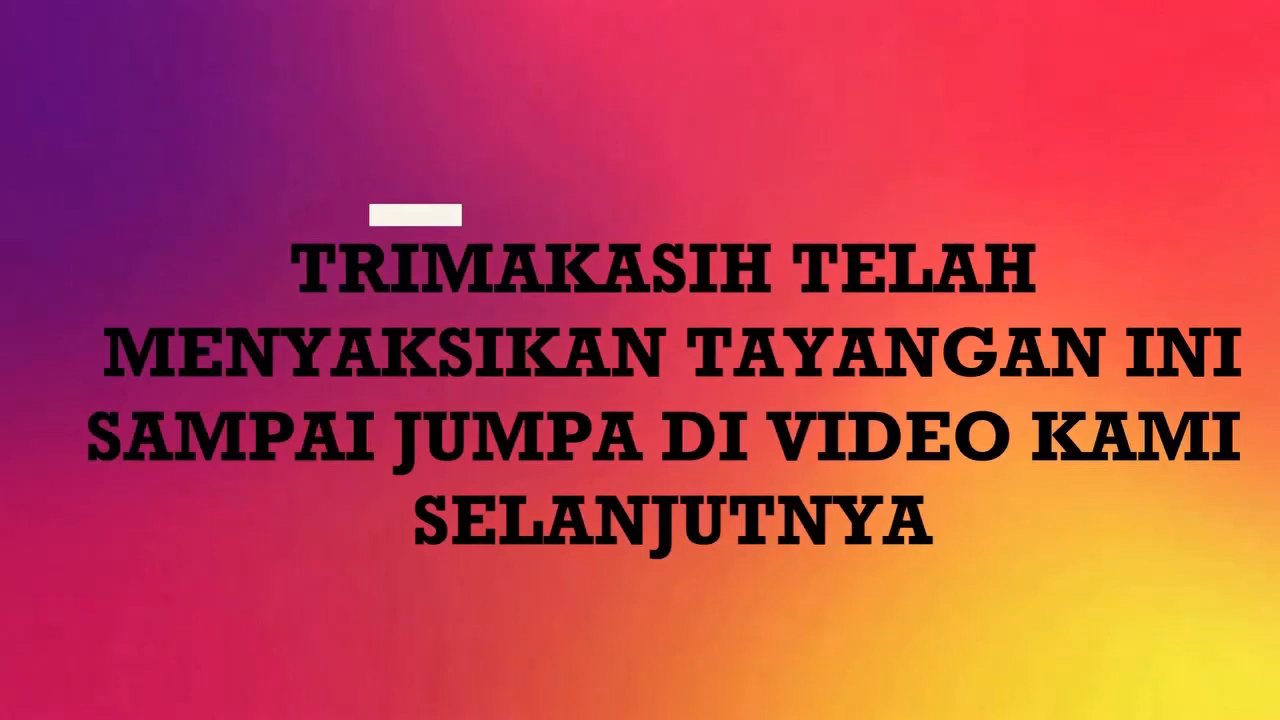 TRIMAKASIH TELAH
MENYAKSIKAN TAYANGAN INI
SAMPAI JUMPA DI VIDEO KAMI
SELANJUTNYA